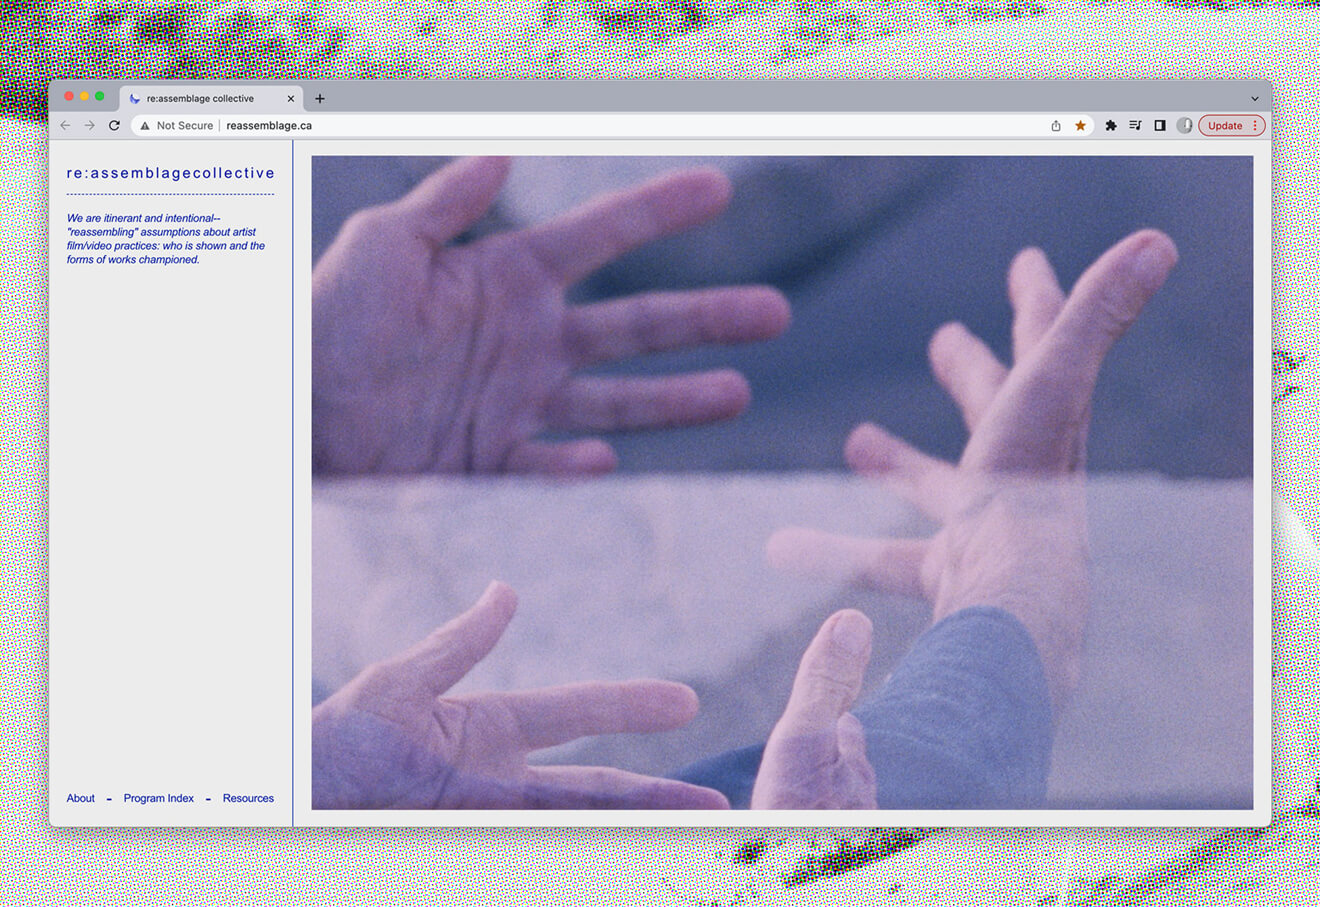 re:assemblage collective
Not Secure | reassemblage.ca
Update
re:assemblagecollective
We are itinerant and intentional--
"reassembling" assumptions about artist
film/video practices: who is shown and the
forms of works championed.
About - Program Index - Resources